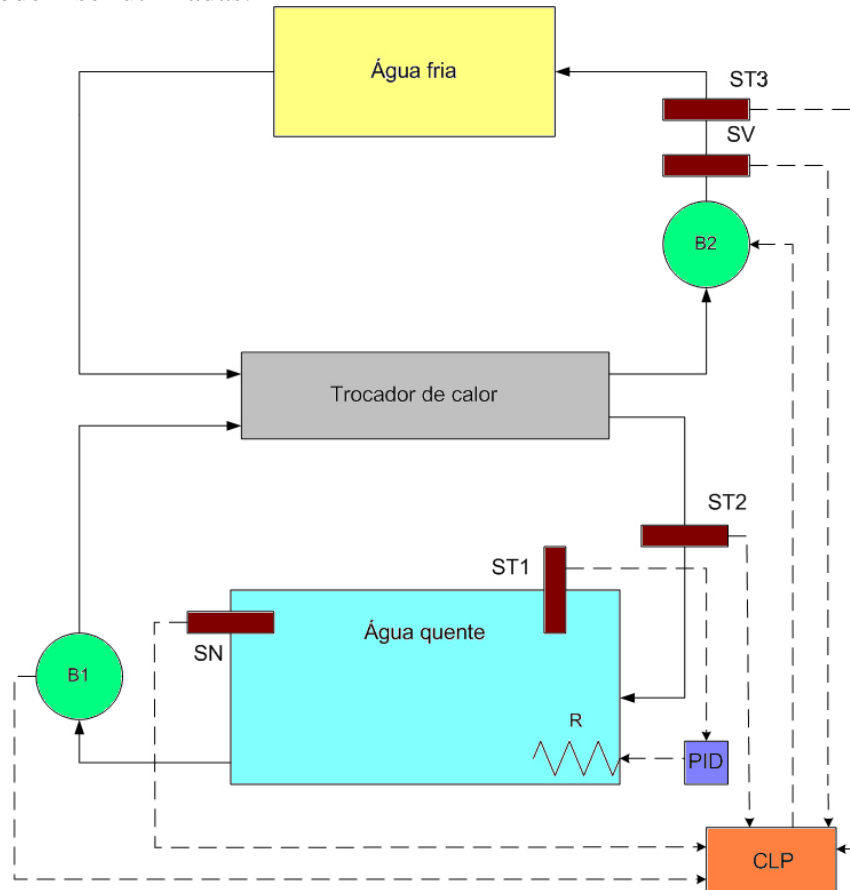 Água fria
ST3
SV
B2
Trocador de calor
ST2
ST1
Água quente
SN
B1
R
PID
CLP